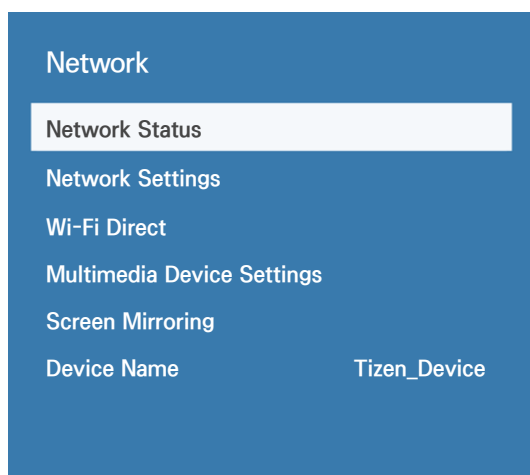 Network
Network Status
Network Settings
Wi-Fi Direct
Multimedia Device Settings
Screen Mirroring
Device Name Tizen_Device